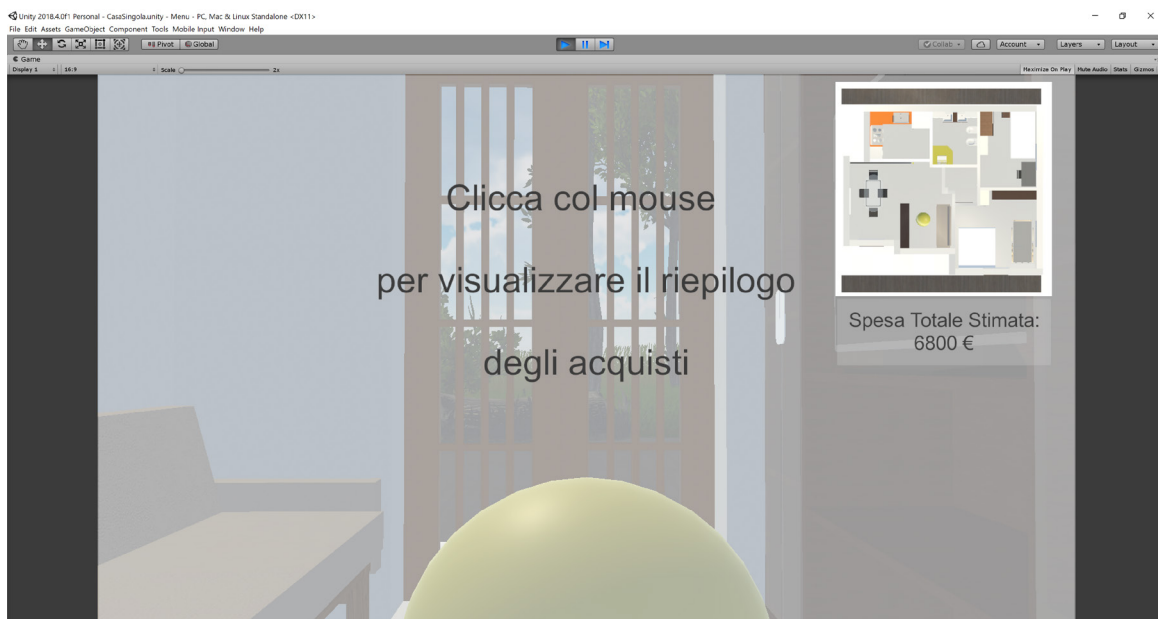 Unity 2018.4.0f1 Personal - CasaSingola.unity - Menu - PC, Mac & Linux Standalone <DX11>
File Edit Assets GameObject Component Tools Mobile Input Window Help
Pivot Global Collab Account Layers Layout
Game
Display 1 16:9 Scale 2x Maximize On Play Mute Audio Stats Gizmos
Clicca col mouse
per visualizzare il riepilogo
degli acquisti
Spesa Totale Stimata:
6800 €